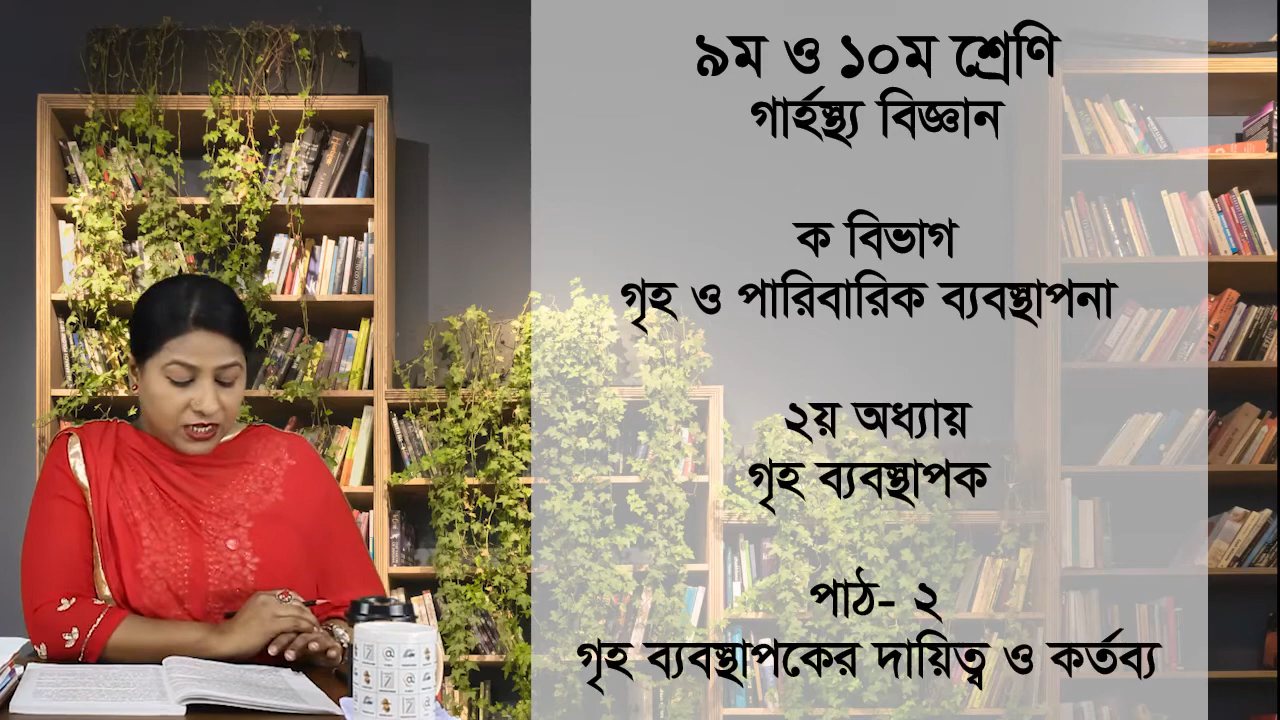 ৯ম ও ১০ম শ্রেণি
গার্হস্থ্য বিজ্ঞান
ক বিভাগ
গৃহ ও পারিবারিক ব্যবস্থাপনা
২য় অধ্যায়
গৃহ ব্যবস্থাপক
পাঠ- ২
গৃহ ব্যবস্থাপকের দায়িত্ব ও কর্তব্য